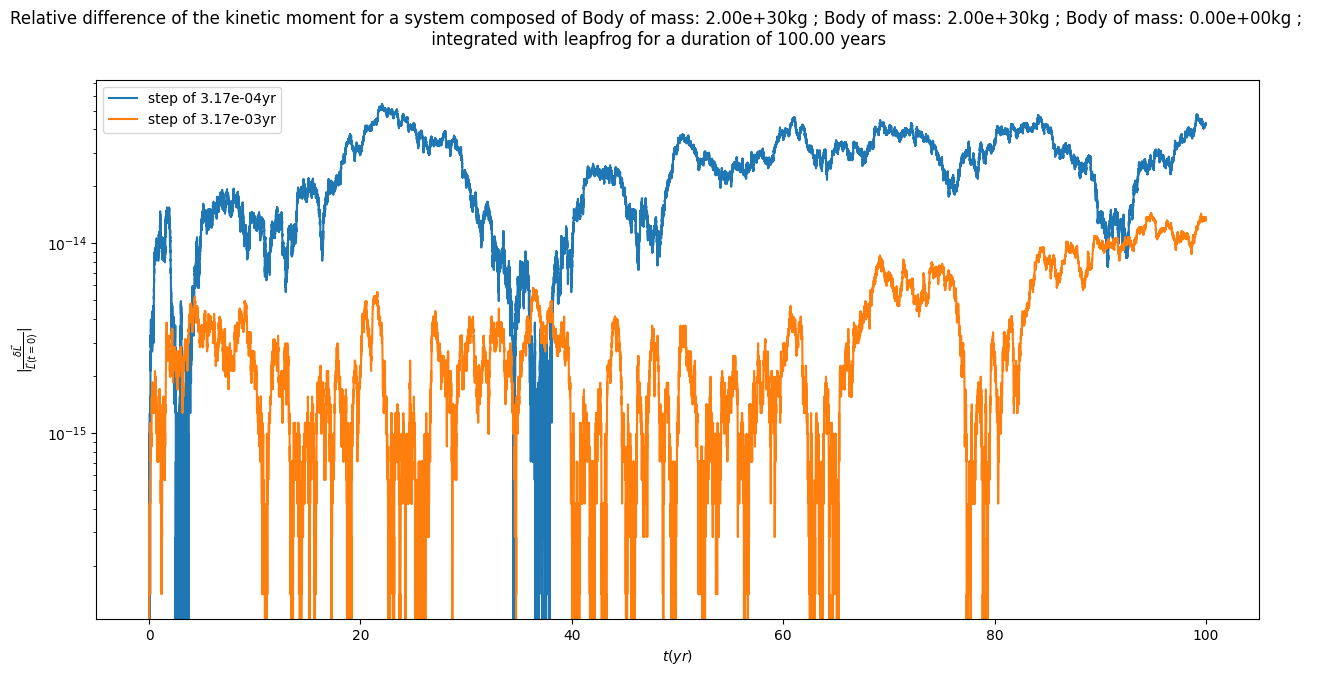 Relative difference of the kinetic moment for a system composed of Body of mass: 2.00e+30kg ; Body of mass: 2.00e+30kg ; Body of mass: 0.00e+00kg ;
integrated with leapfrog for a duration of 100.00 years
step of 3.17e-04yr
step of 3.17e-03yr
10⁻¹⁴
10⁻¹⁵
|δL⃗/L⃗(t = 0)|
0 20 40 60 80 100
t(yr)